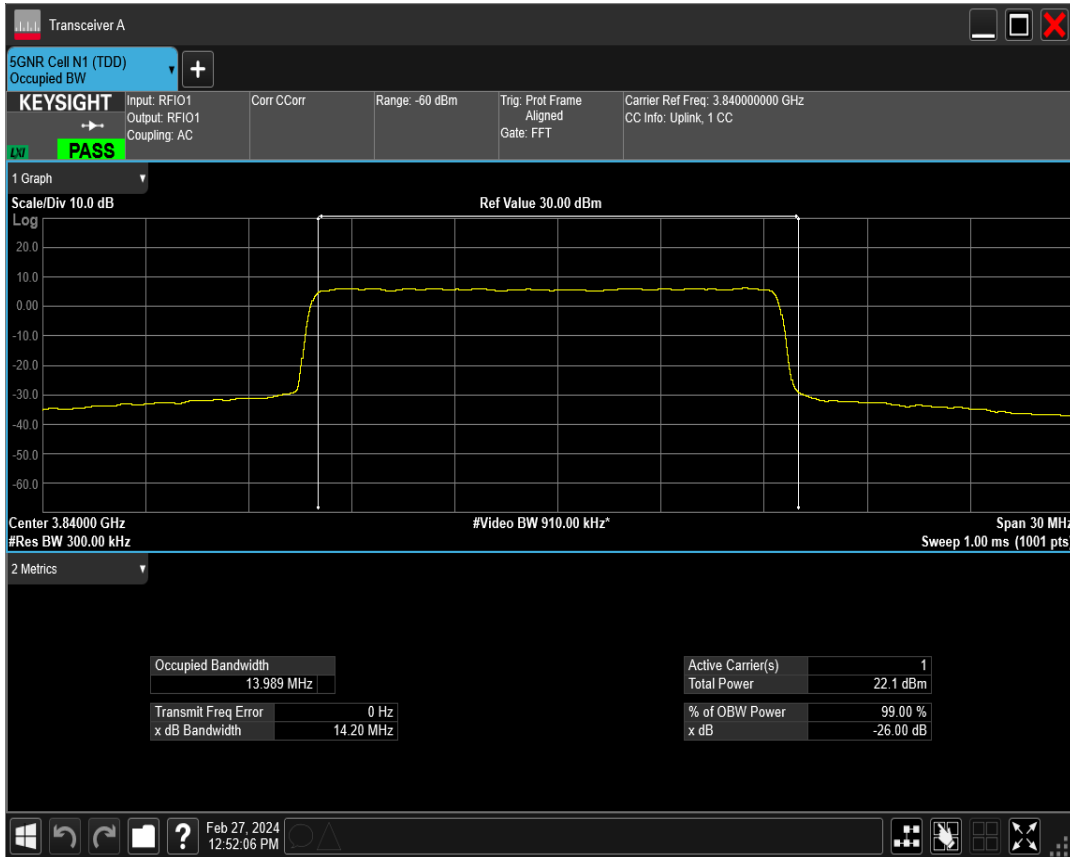 Transceiver A
5GNR Cell N1 (TDD)
Occupied BW
+
KEYSIGHT
LXI
PASS
Input: RFIO1
Output: RFIO1
Coupling: AC
Corr CCorr
Range: -60 dBm
Trig: Prot Frame
Aligned
Gate: FFT
Carrier Ref Freq: 3.840000000 GHz
CC Info: Uplink, 1 CC
1 Graph
Scale/Div 10.0 dB
Ref Value 30.00 dBm
Log
20.0
10.0
0.00
-10.0
-20.0
-30.0
-40.0
-50.0
-60.0
Center 3.84000 GHz
#Video BW 910.00 kHz*
Span 30 MHz
#Res BW 300.00 kHz
Sweep 1.00 ms (1001 pts)
2 Metrics
Occupied Bandwidth
13.989 MHz
Transmit Freq Error 0 Hz
x dB Bandwidth 14.20 MHz
Active Carrier(s) 1
Total Power 22.1 dBm
% of OBW Power 99.00 %
x dB -26.00 dB
?
Feb 27, 2024
12:52:06 PM